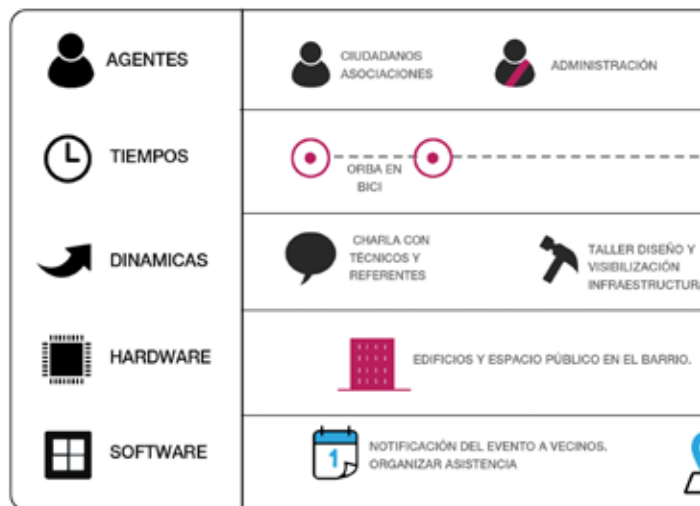 AGENTES
CIUDADANOS
ASOCIACIONES
ADMINISTRACIÓN
TIEMPOS
ORBA EN
BICI
DINAMICAS
CHARLA CON
TÉCNICOS Y
REFERENTES
TALLER DISEÑO Y
VISIBILIZACIÓN
INFRAESTRUCTURA
HARDWARE
EDIFICIOS Y ESPACIO PÚBLICO EN EL BARRIO.
SOFTWARE
1
NOTIFICACIÓN DEL EVENTO A VECINOS.
ORGANIZAR ASISTENCIA